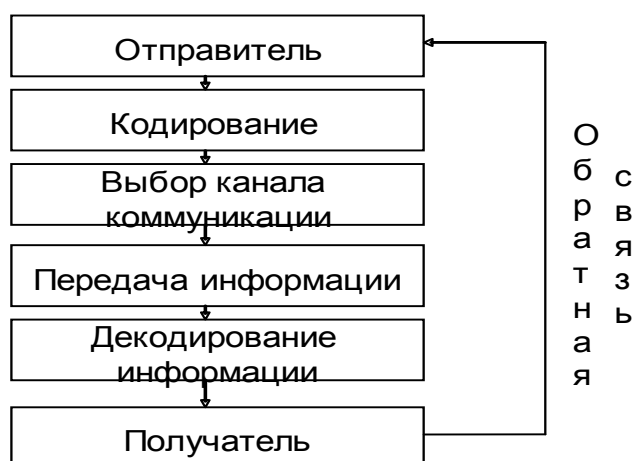 Отправитель
Кодирование
Выбор канала
коммуникации
Передача информации
Декодирование
информации
Получатель
Обратная
связь